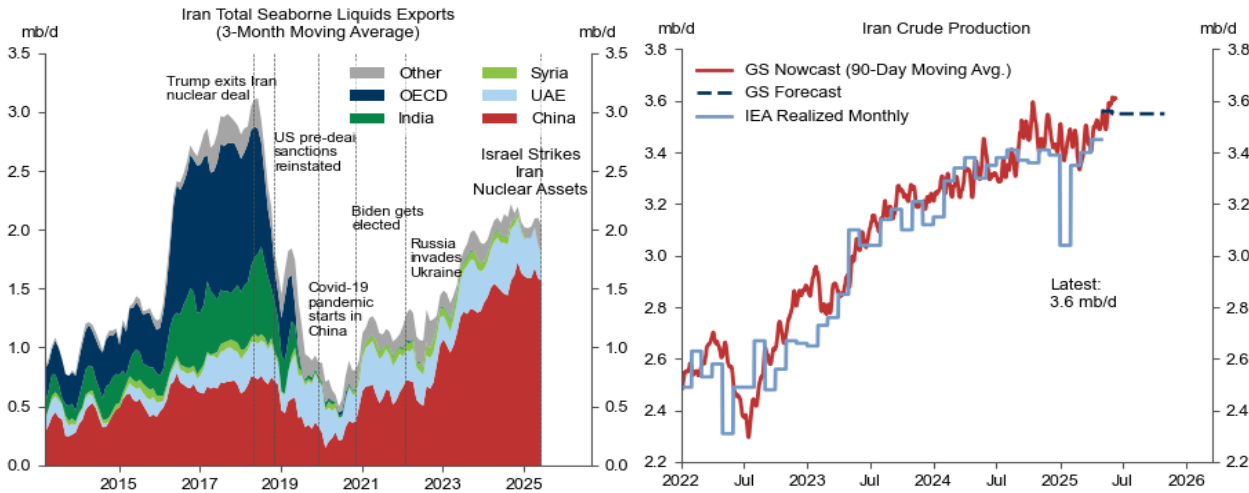 Iran Total Seaborne Liquids Exports
(3-Month Moving Average)
mb/d
mb/d
3.5
3.0
2.5
2.0
1.5
1.0
0.5
0.0
3.5
3.0
2.5
2.0
1.5
1.0
0.5
0.0
2015
2017
2019
2021
2023
2025
Other
OECD
India
Syria
UAE
China
Trump exits Iran
nuclear deal
US pre-deal
sanctions
reinstated
Covid-19
pandemic
starts in
China
Biden gets
elected
Russia
invades
Ukraine
Israel Strikes
Iran
Nuclear Assets
Iran Crude Production
mb/d
mb/d
3.8
3.6
3.4
3.2
3.0
2.8
2.6
2.4
2.2
3.8
3.6
3.4
3.2
3.0
2.8
2.6
2.4
2.2
GS Nowcast (90-Day Moving Avg.)
GS Forecast
IEA Realized Monthly
Latest:
3.6 mb/d
2022
Jul
2023
Jul
2024
Jul
2025
Jul
2026